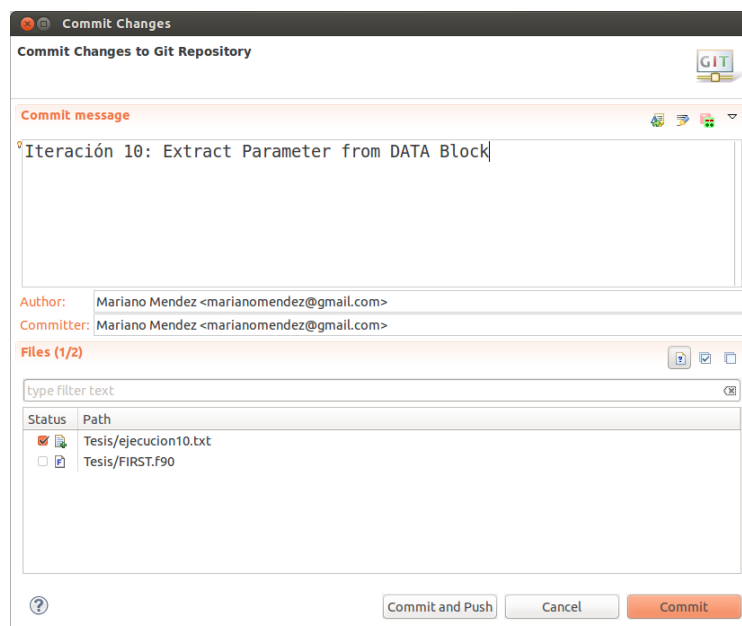 Commit Changes
Commit Changes to Git Repository
GIT
Commit message
Iteración 10: Extract Parameter from DATA Block
Author: Mariano Mendez <marianomendez@gmail.com>
Committer: Mariano Mendez <marianomendez@gmail.com>
Files (1/2)
type filter text
Status Path
Tesis/ejecucion10.txt
F Tesis/FIRST.f90
? Commit and Push Cancel Commit